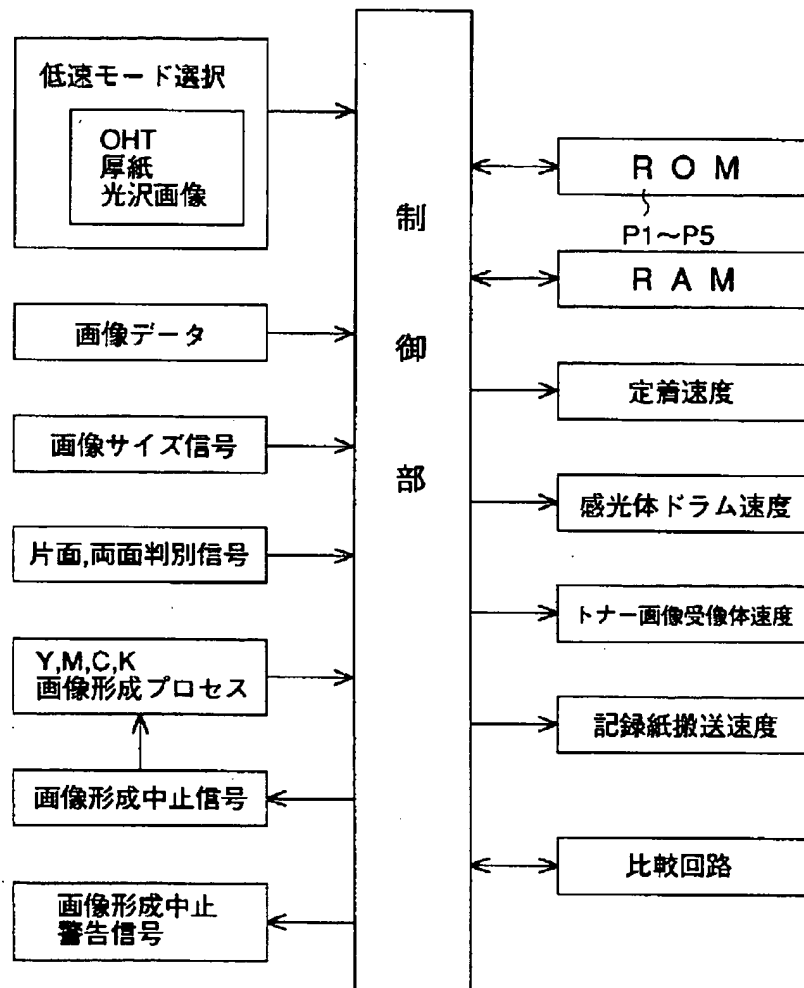 低速モード選択
OHT
厚紙
光沢画像
画像データ
画像サイズ信号
片面,両面判別信号
Y,M,C,K
画像形成プロセス
画像形成中止信号
画像形成中止
警告信号
制
御
部
ROM
P1〜P5
RAM
定着速度
感光体ドラム速度
トナー画像受像体速度
記録紙搬送速度
比較回路